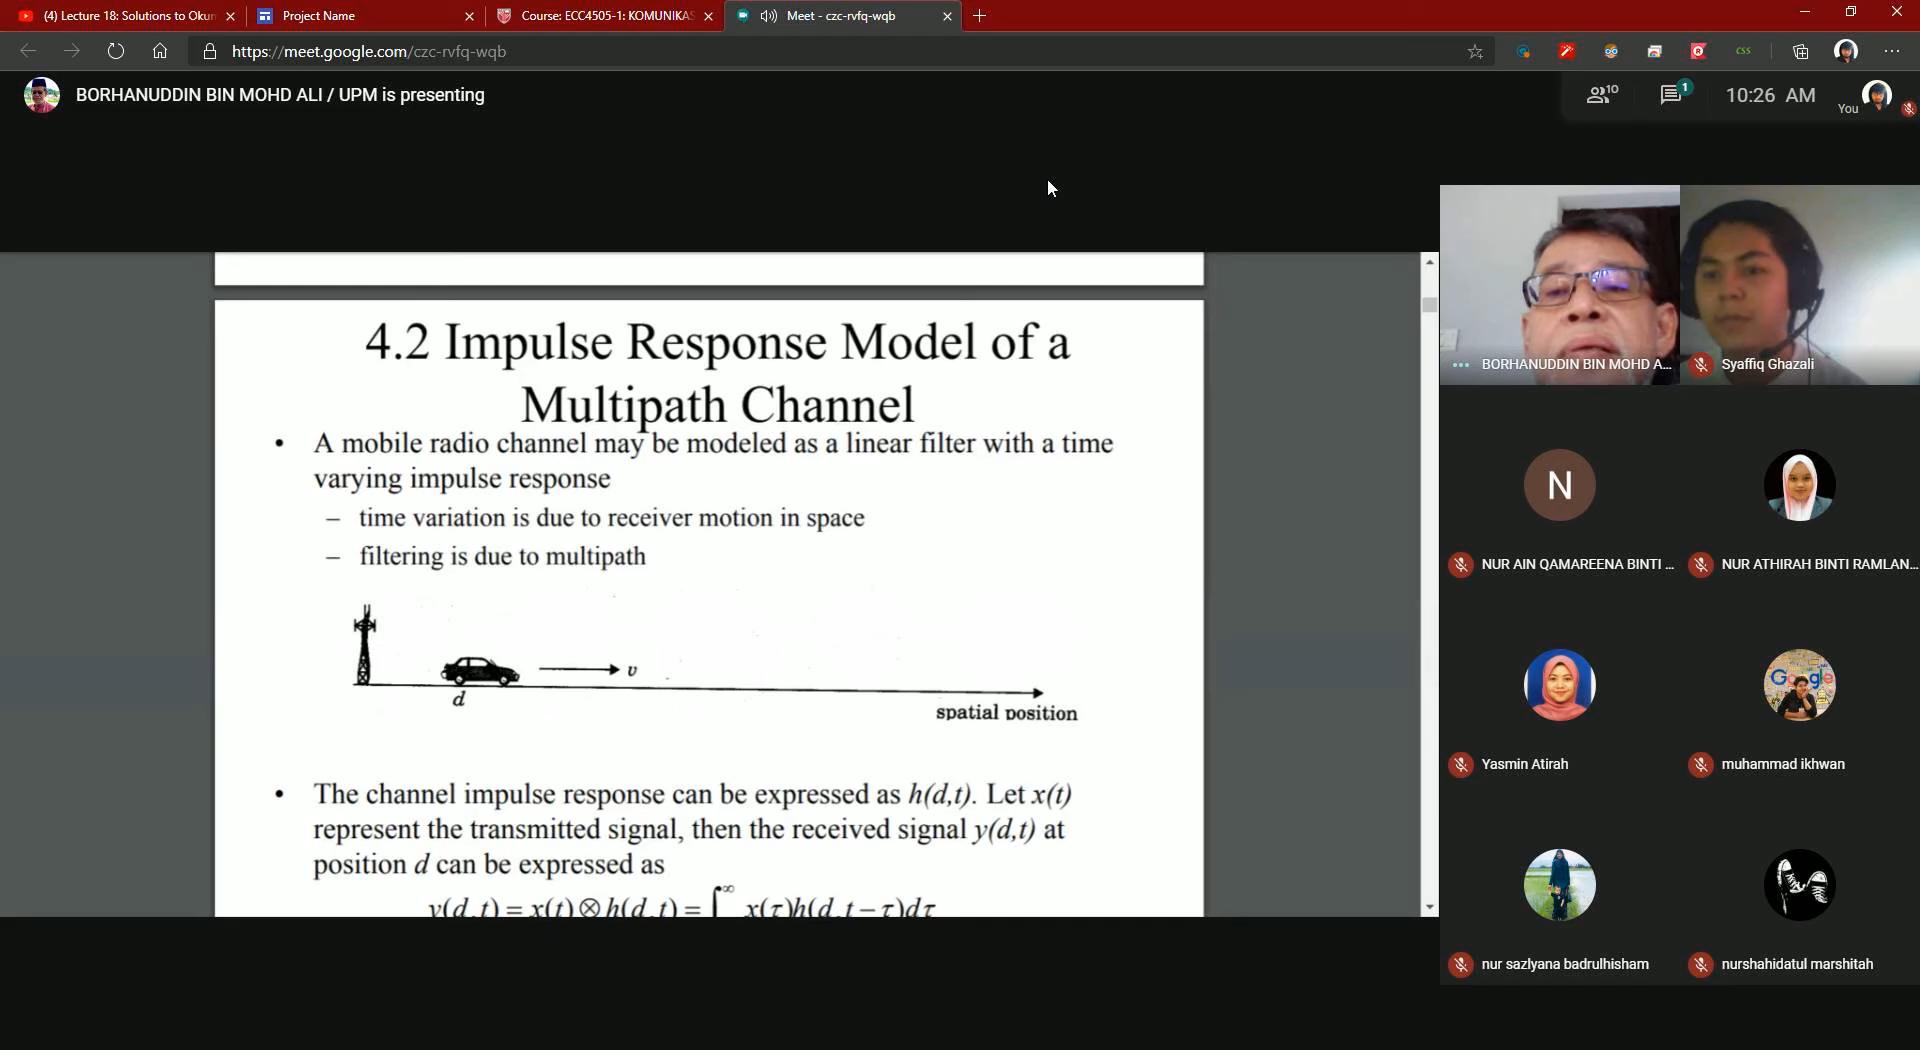 (4) Lecture 18: Solutions to Okun
Project Name
Course: ECC4505-1: KOMUNIKAS
Meet - czc-rvfq-wqb
https://meet.google.com/czc-rvfq-wqb
CSS
BORHANUDDIN BIN MOHD ALI / UPM is presenting
10
1
10:26 AM
You
4.2 Impulse Response Model of a
Multipath Channel
• A mobile radio channel may be modeled as a linear filter with a time
varying impulse response
– time variation is due to receiver motion in space
– filtering is due to multipath
v
d
spatial position
• The channel impulse response can be expressed as h(d,t). Let x(t)
represent the transmitted signal, then the received signal y(d,t) at
position d can be expressed as
y(d,t) = x(t) ⊗ h(d,t) = ∫^∞ x(τ)h(d,t − τ)dτ
BORHANUDDIN BIN MOHD A...
Syaffiq Ghazali
N
NUR AIN QAMAREENA BINTI ...
NUR ATHIRAH BINTI RAMLAN...
Yasmin Atirah
Google
muhammad ikhwan
nur sazlyana badrulhisham
nurshahidatul marshitah